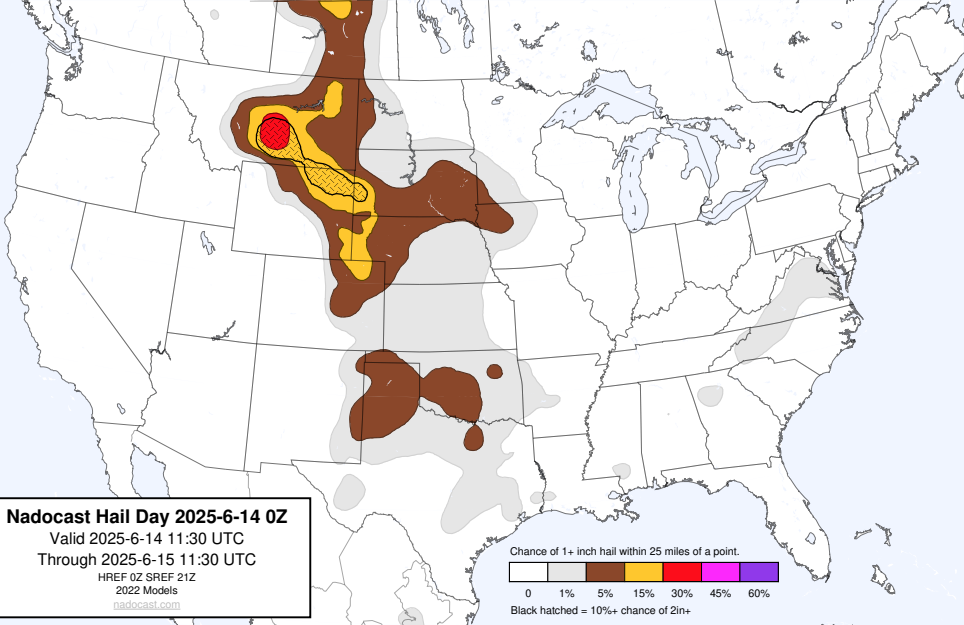 Nadocast Hail Day 2025-6-14 0Z
Valid 2025-6-14 11:30 UTC
Through 2025-6-15 11:30 UTC
HREF 0Z SREF 21Z
2022 Models
nadocast.com
Chance of 1+ inch hail within 25 miles of a point.
0 1% 5% 15% 30% 45% 60%
Black hatched = 10%+ chance of 2in+